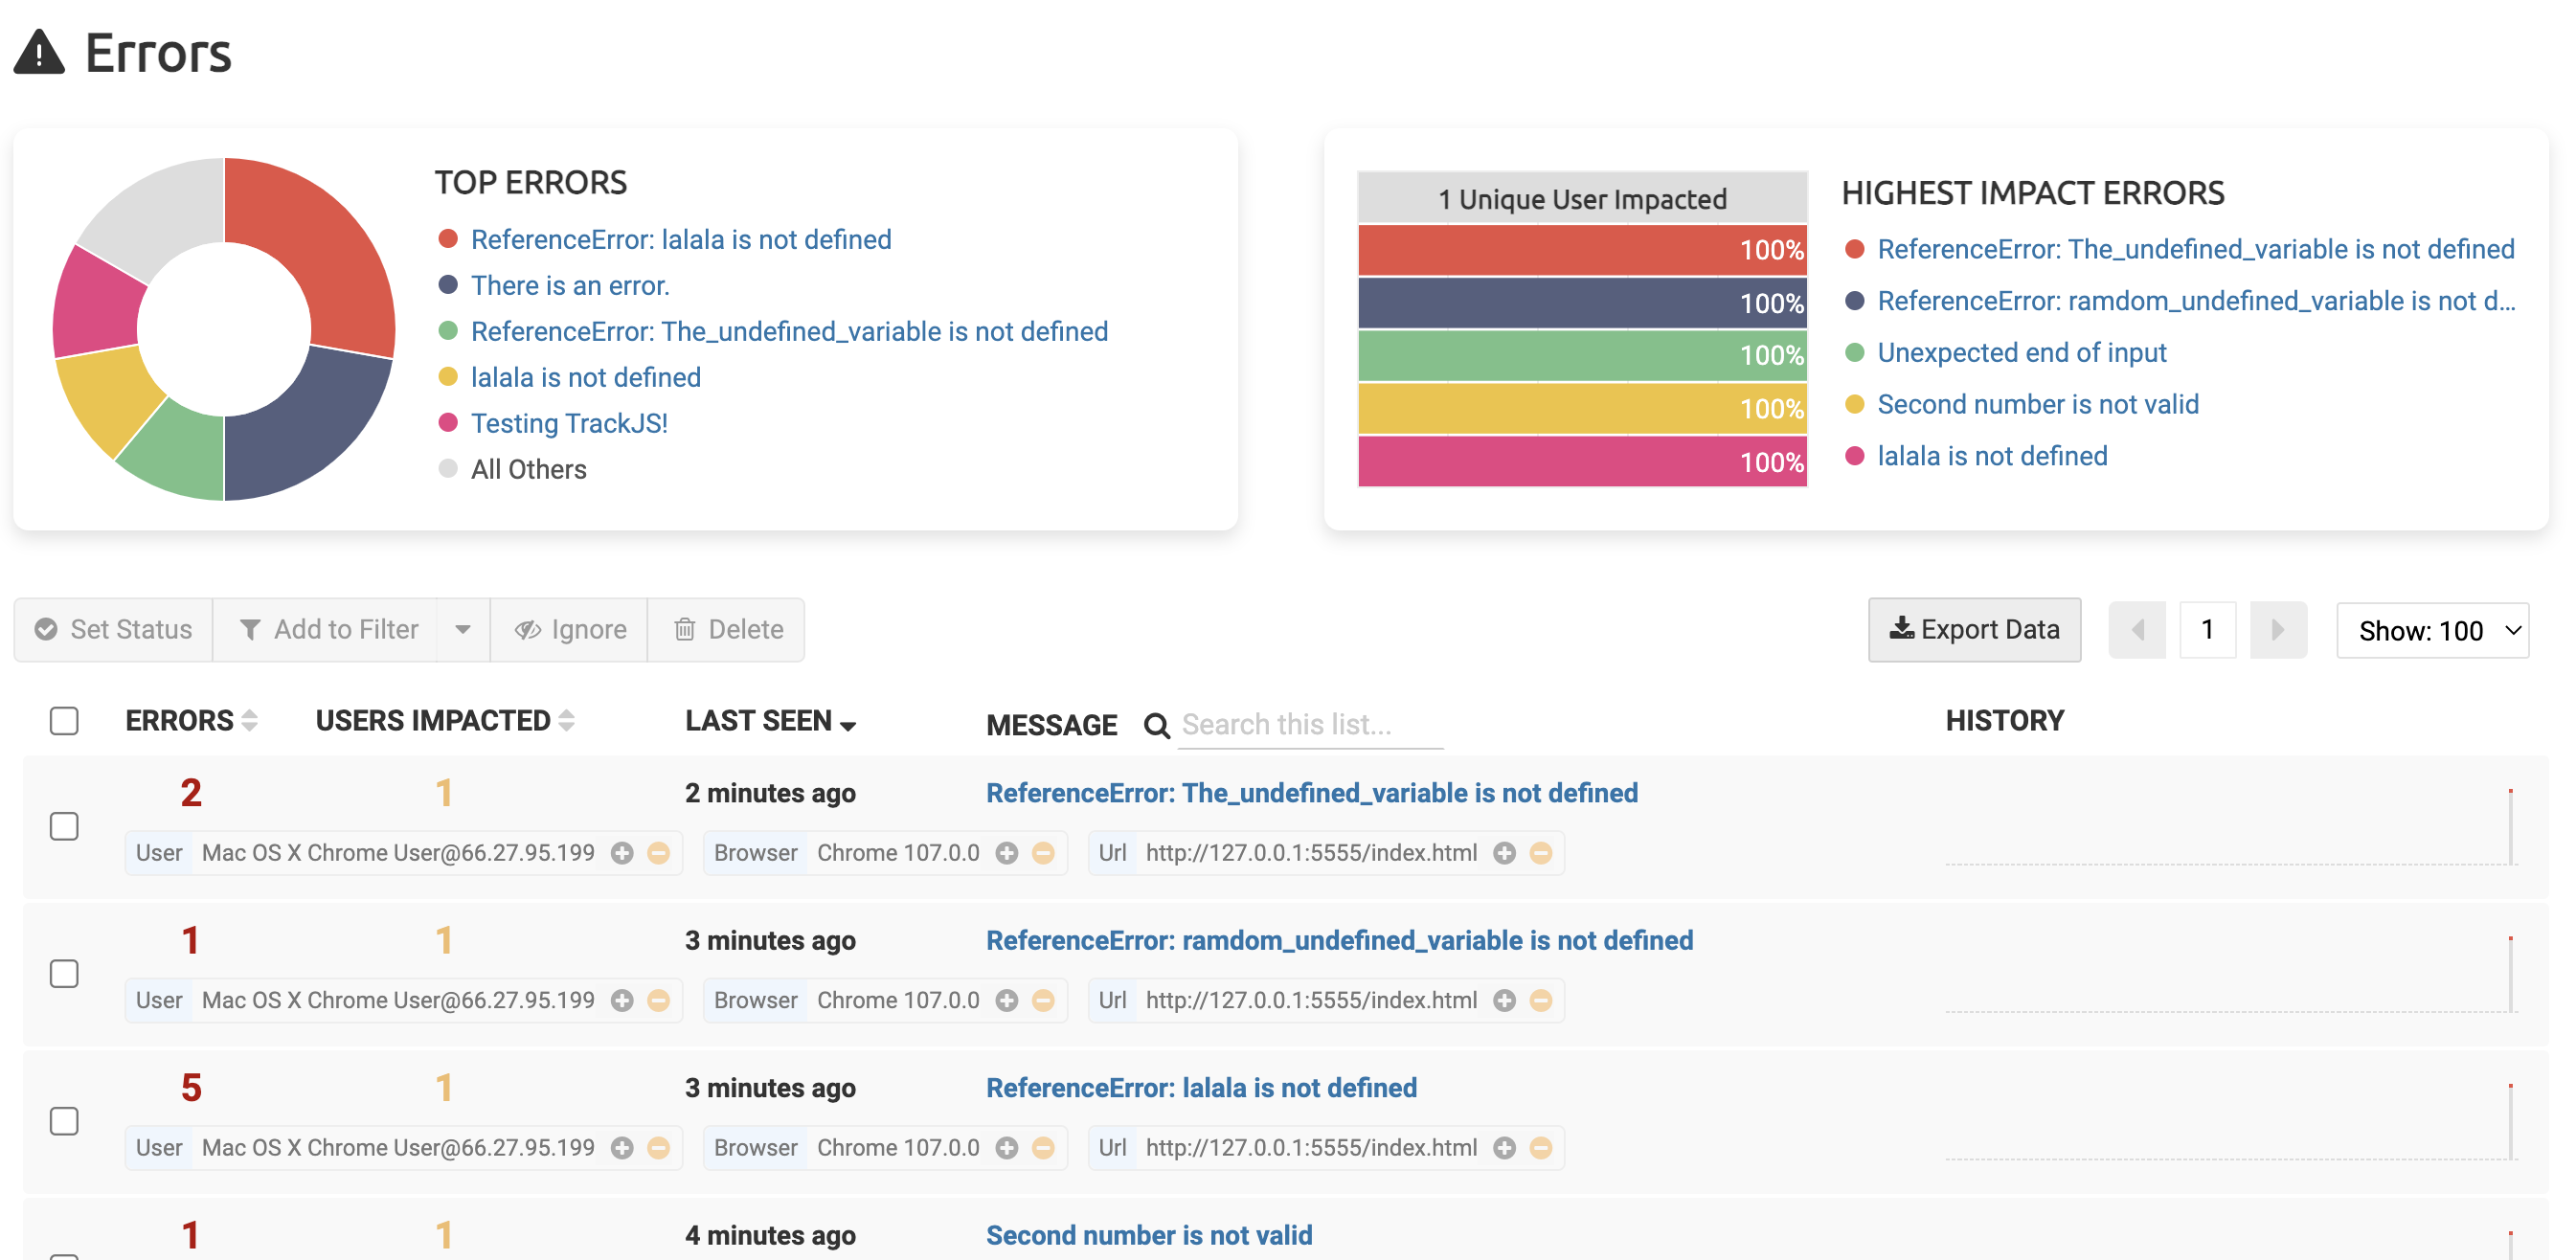 Errors
TOP ERRORS
ReferenceError: lalala is not defined
There is an error.
ReferenceError: The_undefined_variable is not defined
lalala is not defined
Testing TrackJS!
All Others
1 Unique User Impacted
100%
100%
100%
100%
100%
HIGHEST IMPACT ERRORS
ReferenceError: The_undefined_variable is not defined
ReferenceError: ramdom_undefined_variable is not d...
Unexpected end of input
Second number is not valid
lalala is not defined
Set Status Add to Filter Ignore Delete Export Data 1 Show: 100
ERRORS USERS IMPACTED LAST SEEN MESSAGE Search this list... HISTORY
2 1 2 minutes ago ReferenceError: The_undefined_variable is not defined
User Mac OS X Chrome User@66.27.95.199 Browser Chrome 107.0.0 Url http://127.0.0.1:5555/index.html
1 1 3 minutes ago ReferenceError: ramdom_undefined_variable is not defined
User Mac OS X Chrome User@66.27.95.199 Browser Chrome 107.0.0 Url http://127.0.0.1:5555/index.html
5 1 3 minutes ago ReferenceError: lalala is not defined
User Mac OS X Chrome User@66.27.95.199 Browser Chrome 107.0.0 Url http://127.0.0.1:5555/index.html
1 1 4 minutes ago Second number is not valid